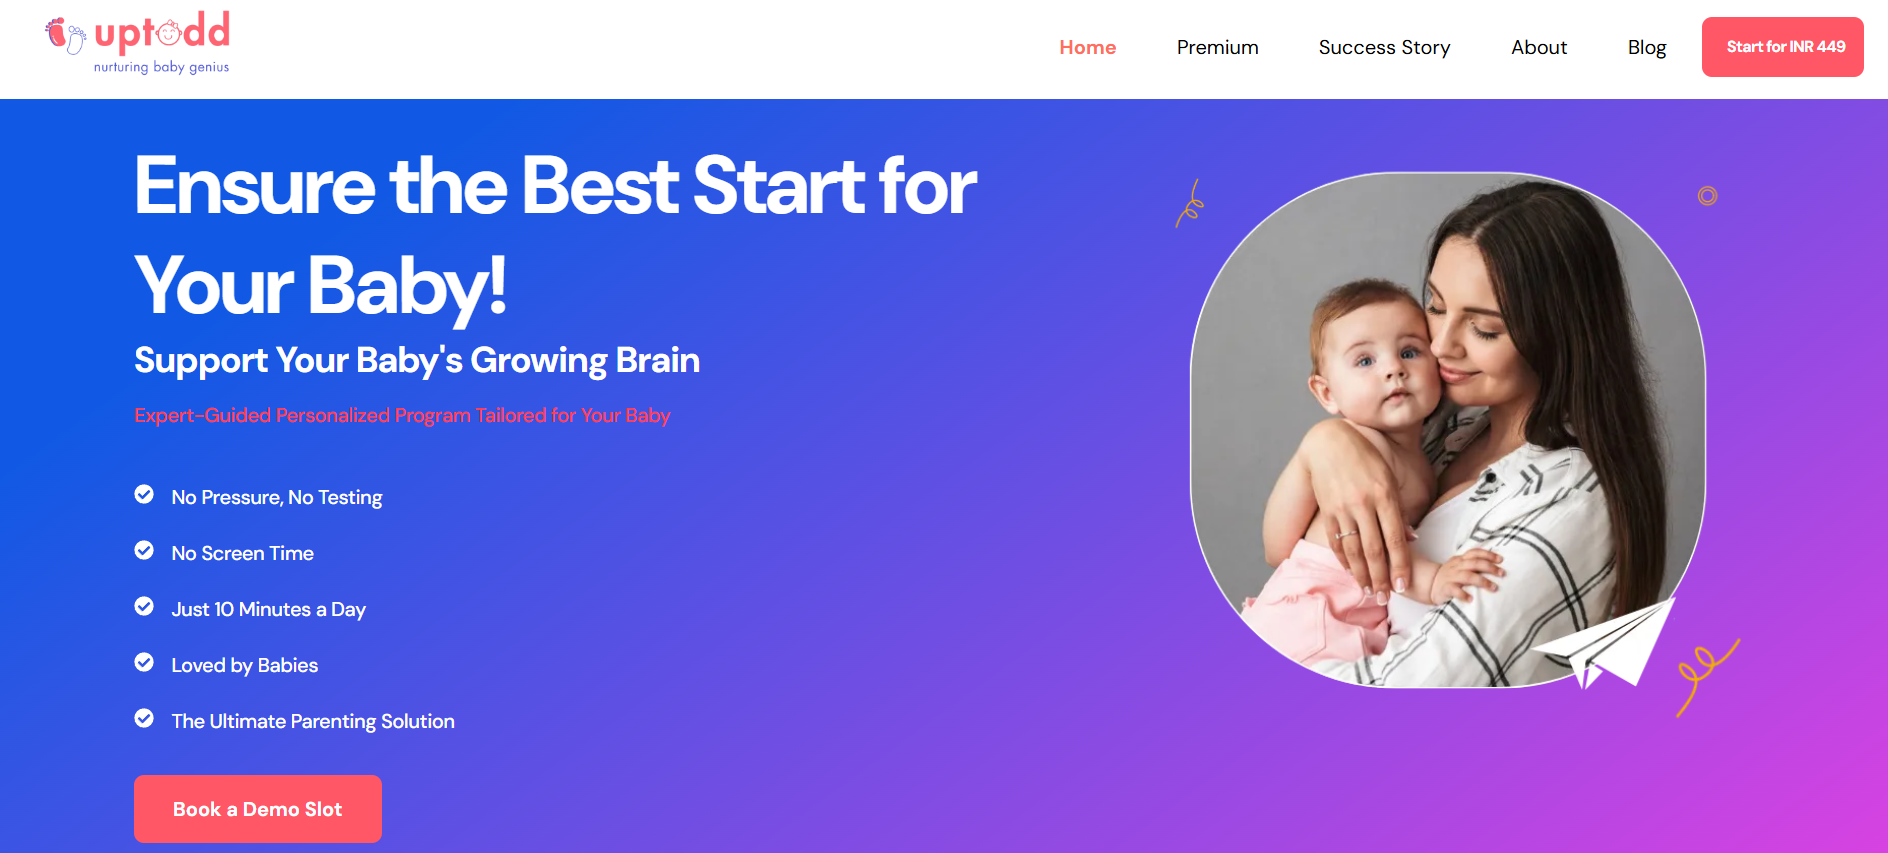 uptodd
nurturing baby genius
Home
Premium
Success Story
About
Blog
Start for INR 449
Ensure the Best Start for
Your Baby!
Support Your Baby's Growing Brain
Expert-Guided Personalized Program Tailored for Your Baby
No Pressure, No Testing
No Screen Time
Just 10 Minutes a Day
Loved by Babies
The Ultimate Parenting Solution
Book a Demo Slot